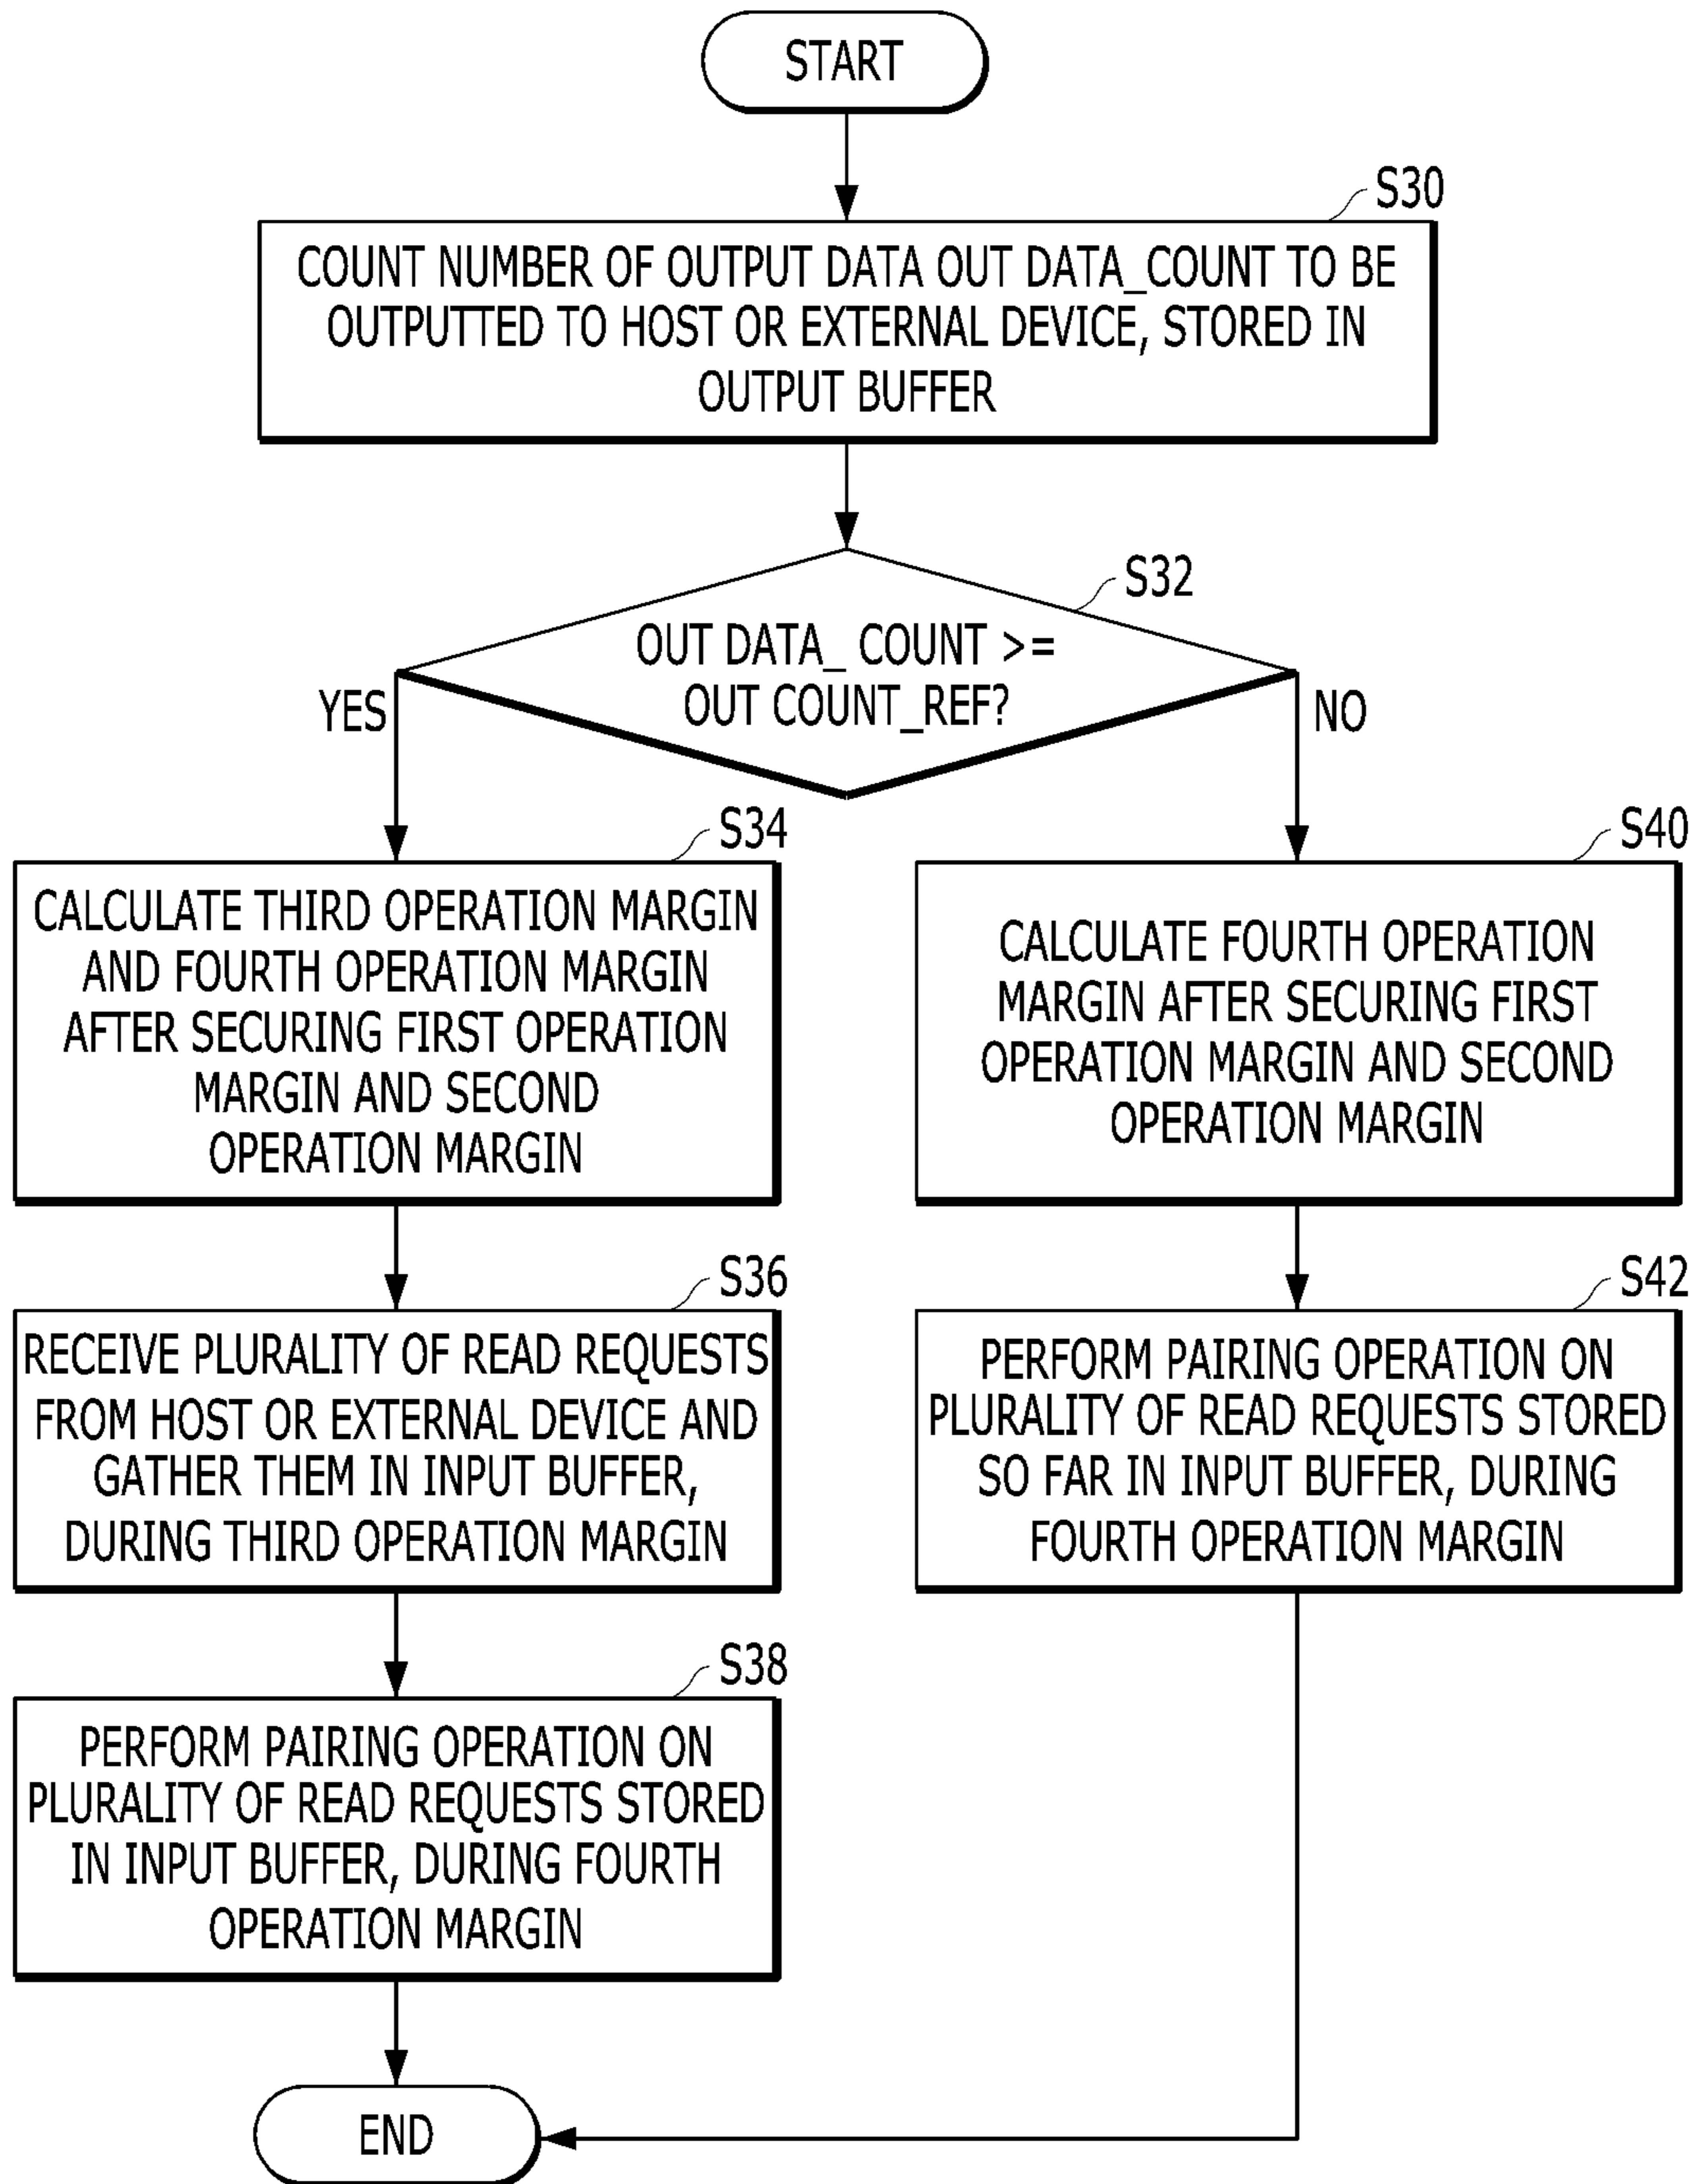 START
S30
COUNT NUMBER OF OUTPUT DATA OUT DATA_COUNT TO BE
OUTPUTTED TO HOST OR EXTERNAL DEVICE, STORED IN
OUTPUT BUFFER
S32
OUT DATA_ COUNT >=
OUT COUNT_REF?
YES
NO
S34
CALCULATE THIRD OPERATION MARGIN
AND FOURTH OPERATION MARGIN
AFTER SECURING FIRST OPERATION
MARGIN AND SECOND
OPERATION MARGIN
S40
CALCULATE FOURTH OPERATION
MARGIN AFTER SECURING FIRST
OPERATION MARGIN AND SECOND
OPERATION MARGIN
S36
RECEIVE PLURALITY OF READ REQUESTS
FROM HOST OR EXTERNAL DEVICE AND
GATHER THEM IN INPUT BUFFER,
DURING THIRD OPERATION MARGIN
S42
PERFORM PAIRING OPERATION ON
PLURALITY OF READ REQUESTS STORED
SO FAR IN INPUT BUFFER, DURING
FOURTH OPERATION MARGIN
S38
PERFORM PAIRING OPERATION ON
PLURALITY OF READ REQUESTS STORED
IN INPUT BUFFER, DURING FOURTH
OPERATION MARGIN
END